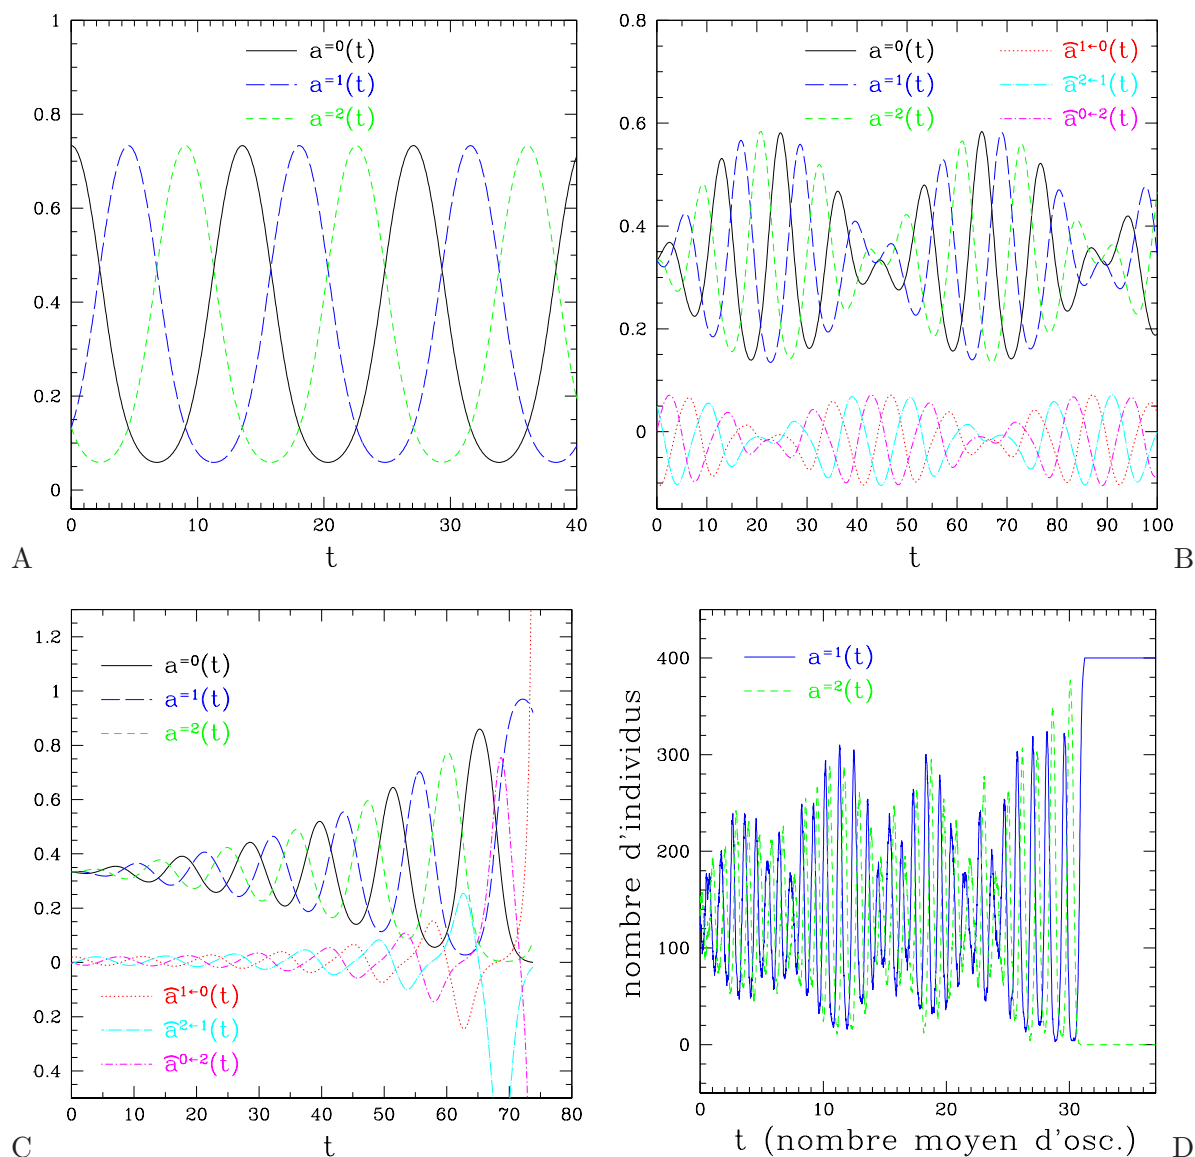 1
0.8
0.6
0.4
0.2
0
a=0(t)
a=1(t)
a=2(t)
0 10 20 30 40
t
A
0.8
0.6
0.4
0.2
0
a=0(t)
a=1(t)
a=2(t)
â1←0(t)
â2←1(t)
â0←2(t)
0 10 20 30 40 50 60 70 80 90 100
t
B
1.2
1
0.8
0.6
0.4
0.2
0
0.2
0.4
a=0(t)
a=1(t)
a=2(t)
â1←0(t)
â2←1(t)
â0←2(t)
0 10 20 30 40 50 60 70 80
t
C
nombre d'individus
400
300
200
100
0
a=1(t)
a=2(t)
0 10 20 30
t (nombre moyen d'osc.)
D